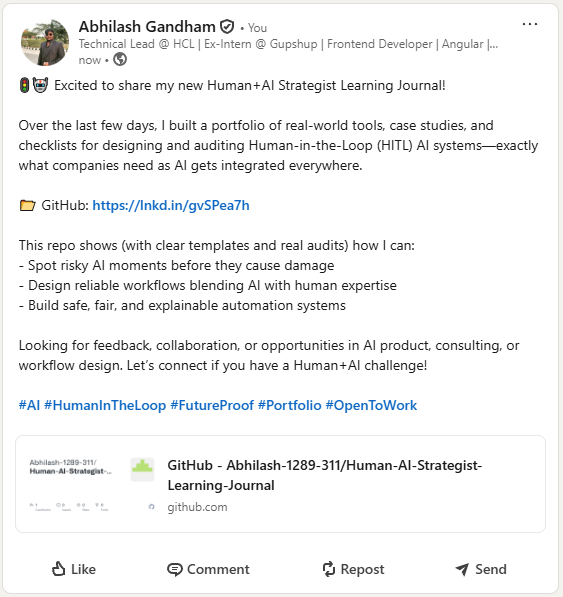 Abhilash Gandham • You
Technical Lead @ HCL | Ex-Intern @ Gupshup | Frontend Developer | Angular |...
now •
🚦🤖 Excited to share my new Human+AI Strategist Learning Journal!
Over the last few days, I built a portfolio of real-world tools, case studies, and
checklists for designing and auditing Human-in-the-Loop (HITL) AI systems—exactly
what companies need as AI gets integrated everywhere.
📂 GitHub: https://lnkd.in/gvSPea7h
This repo shows (with clear templates and real audits) how I can:
- Spot risky AI moments before they cause damage
- Design reliable workflows blending AI with human expertise
- Build safe, fair, and explainable automation systems
Looking for feedback, collaboration, or opportunities in AI product, consulting, or
workflow design. Let’s connect if you have a Human+AI challenge!
#AI #HumanInTheLoop #FutureProof #Portfolio #OpenToWork
Abhilash-1289-311/
Human-AI-Strategist-...
GitHub - Abhilash-1289-311/Human-AI-Strategist-
Learning-Journal
github.com
Like Comment Repost Send